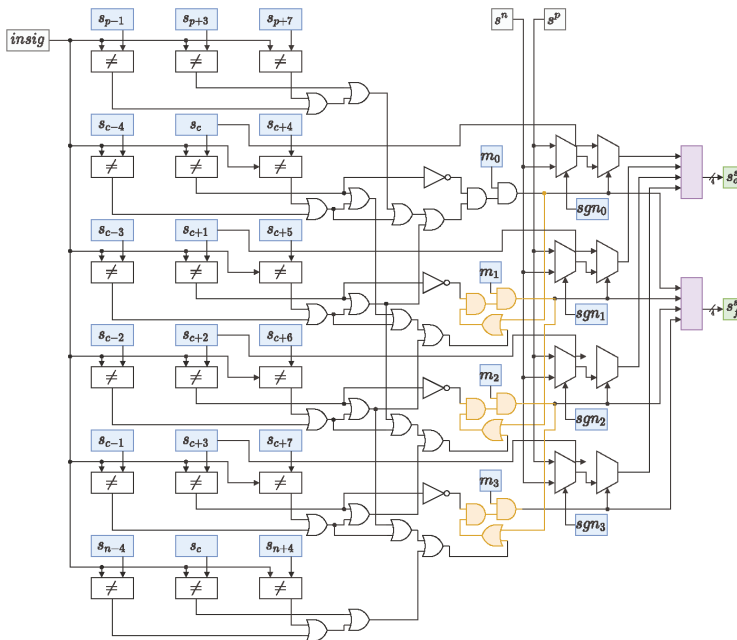 s_{p-1} s_{p+3} s_{p+7} s^n s^p
insig
≠ ≠ ≠
s_{c-4} s_c s_{c+4}
≠ ≠ ≠
m_0
4
sgn_0
s_{c-3} s_{c+1} s_{c+5}
≠ ≠ ≠
m_1
4
sgn_1
s_{c-2} s_{c+2} s_{c+6}
≠ ≠ ≠
m_2
sgn_2
s_{c-1} s_{c+3} s_{c+7}
≠ ≠ ≠
m_3
sgn_3
s_{n-4} s_c s_{n+4}
≠ ≠ ≠